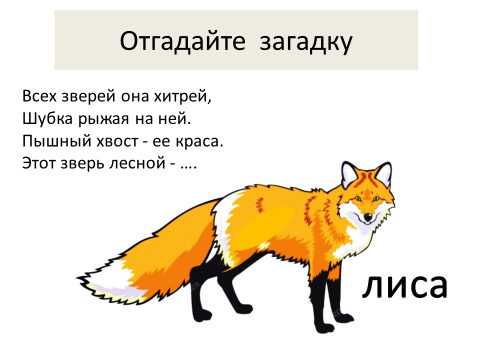 Отгадайте загадку
Всех зверей она хитрей,
Шубка рыжая на ней.
Пышный хвост - ее краса.
Этот зверь лесной - ....
лиса